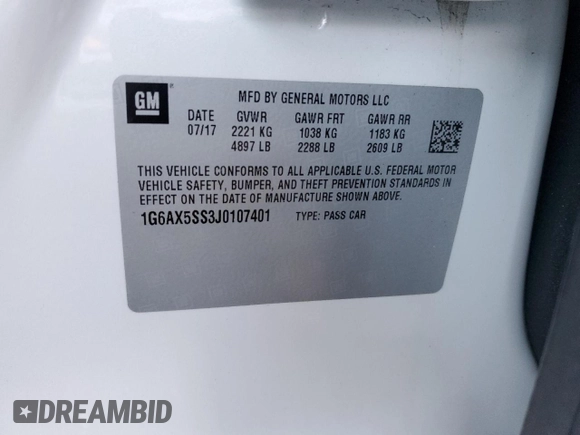 GM
MFD BY GENERAL MOTORS LLC
DATE GVWR GAWR FRT GAWR RR
07/17 2221 KG 1038 KG 1183 KG
4897 LB 2288 LB 2609 LB
THIS VEHICLE CONFORMS TO ALL APPLICABLE U.S. FEDERAL MOTOR
VEHICLE SAFETY, BUMPER, AND THEFT PREVENTION STANDARDS IN
EFFECT ON THE DATE OF MANUFACTURE SHOWN ABOVE.
1G6AX5SS3J0107401 TYPE: PASS CAR
DREAMBID